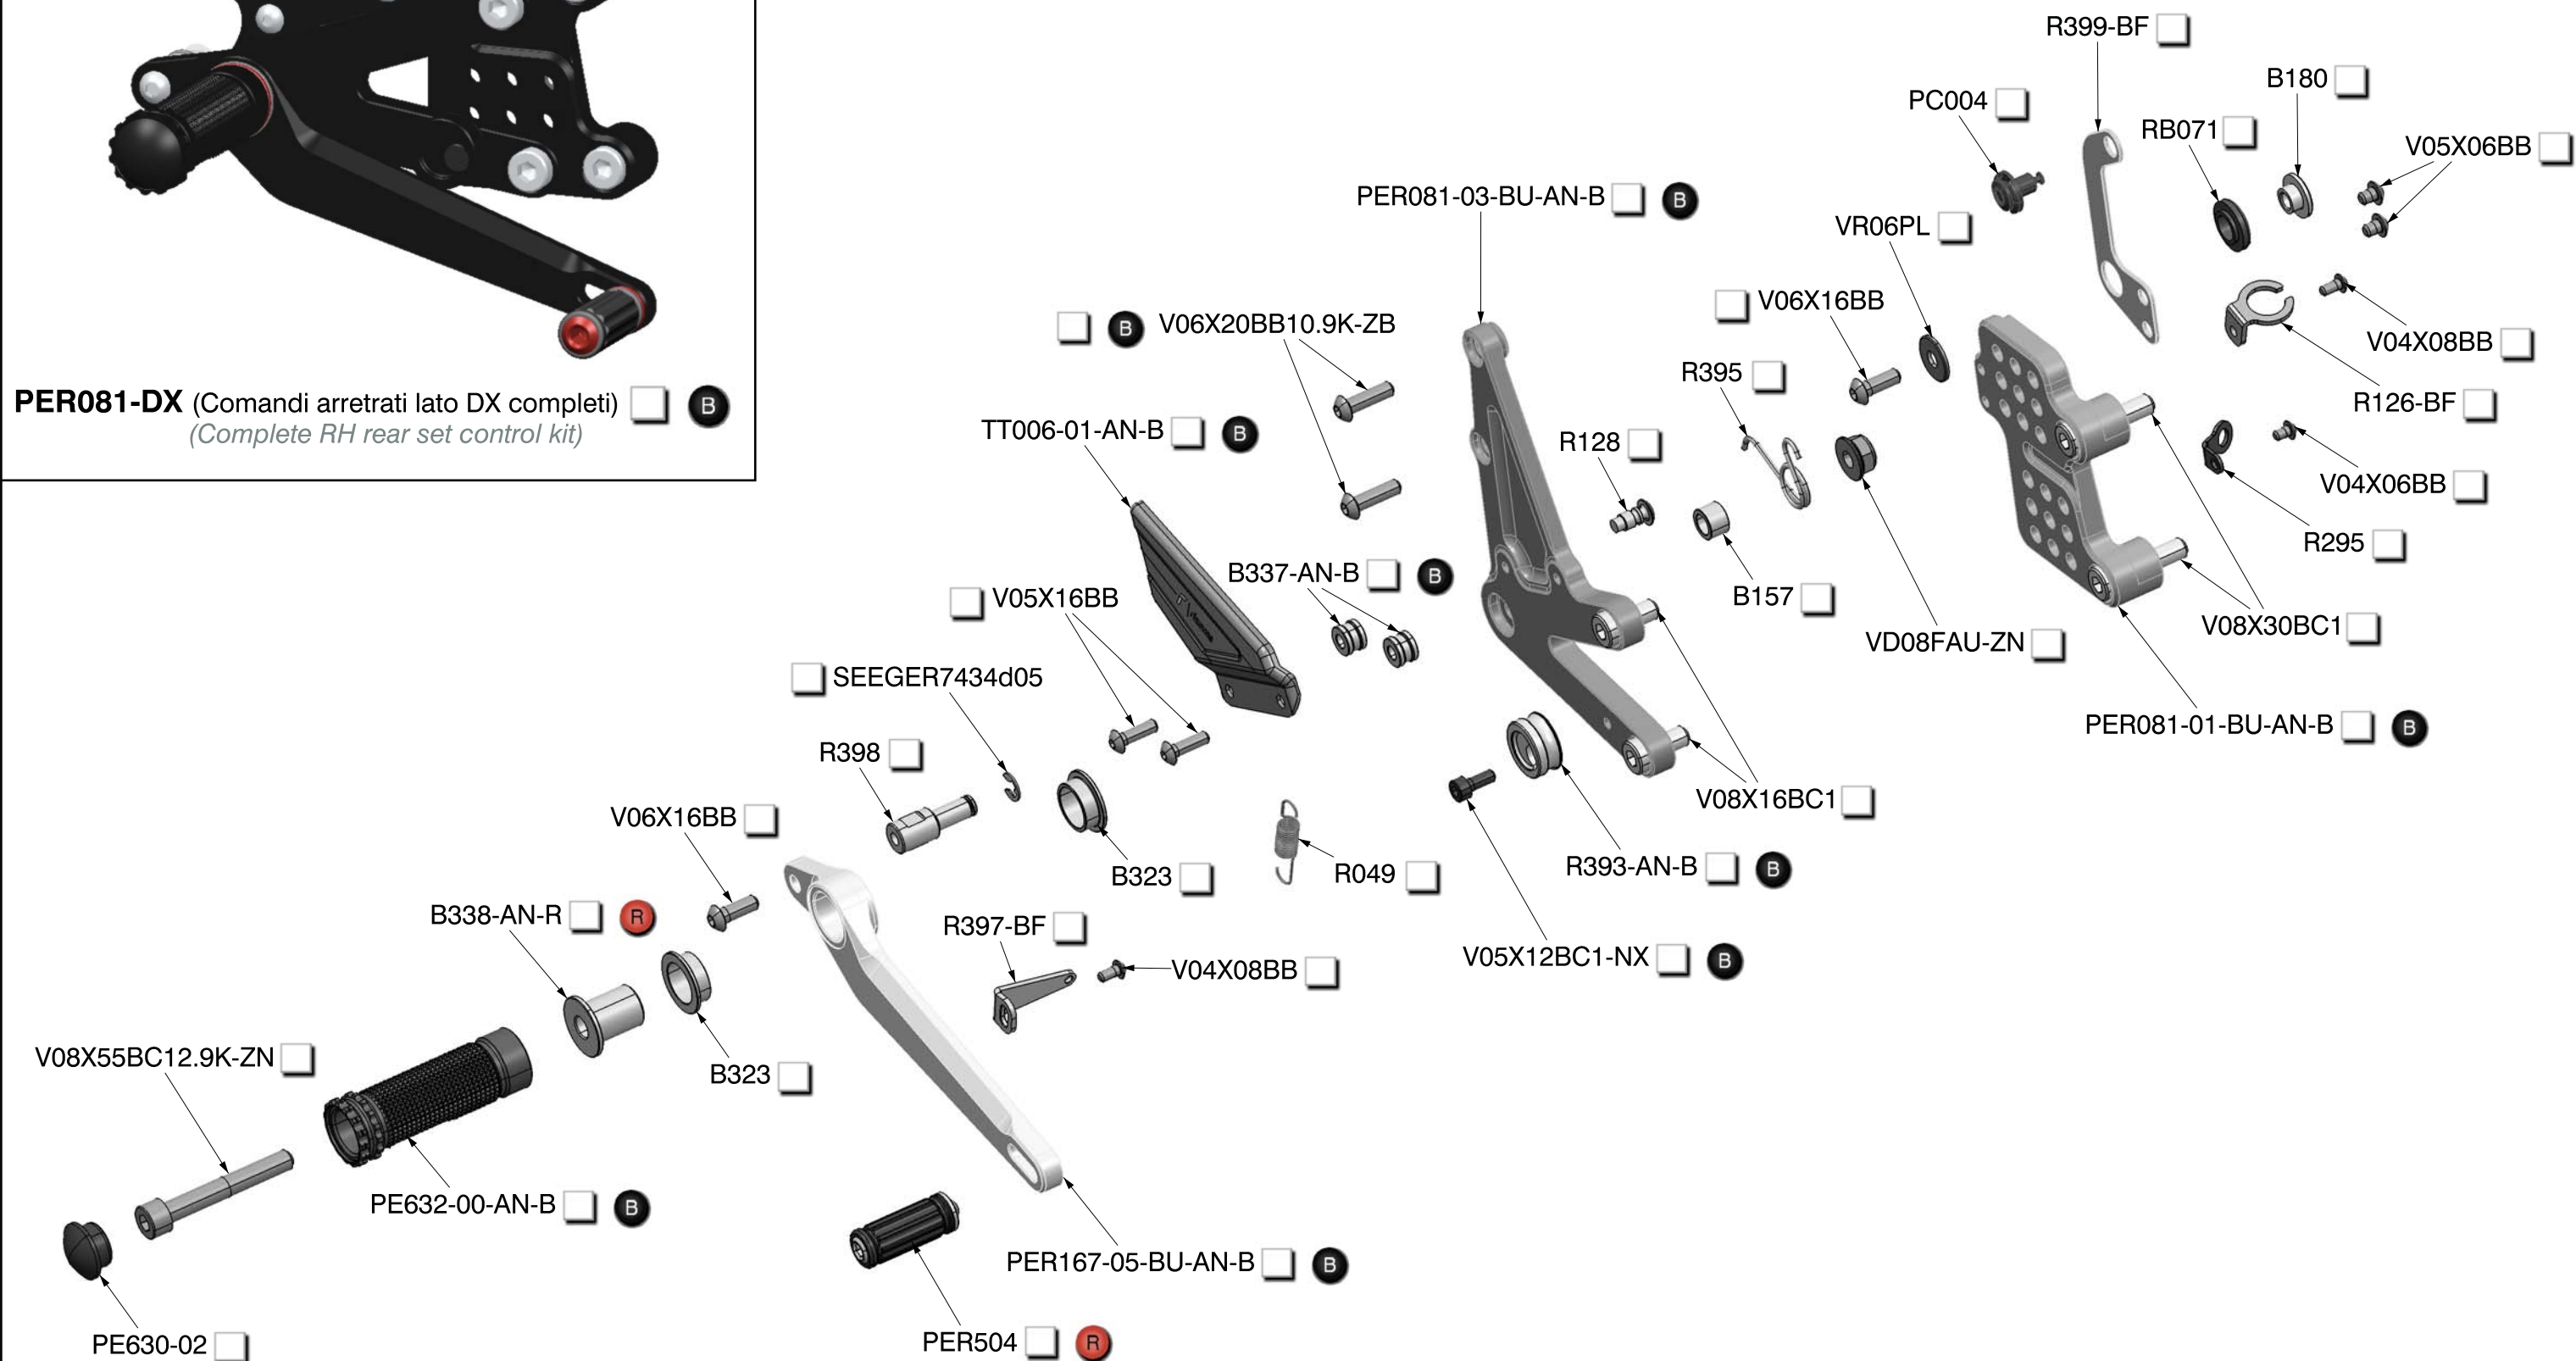 R399-BF
B180
PC004
RB071
V05X06BB
PER081-03-BU-AN-B B
VR06PL
V06X16BB
V06X20BB10.9K-ZB
B
V04X08BB
R395
R126-BF
PER081-DX (Comandi arretrati lato DX completi) B
(Complete RH rear set control kit)
TT006-01-AN-B B
R128
V04X06BB
R295
B337-AN-B B
V05X16BB
B157
V08X30BC1
VD08FAU-ZN
SEEGER7434d05
PER081-01-BU-AN-B B
R398
V08X16BC1
V06X16BB
B323
R049
R393-AN-B B
B338-AN-R R
R397-BF
V04X08BB
V05X12BC1-NX B
V08X55BC12.9K-ZN
B323
PE632-00-AN-B B
PER167-05-BU-AN-B B
PE630-02
PER504 R